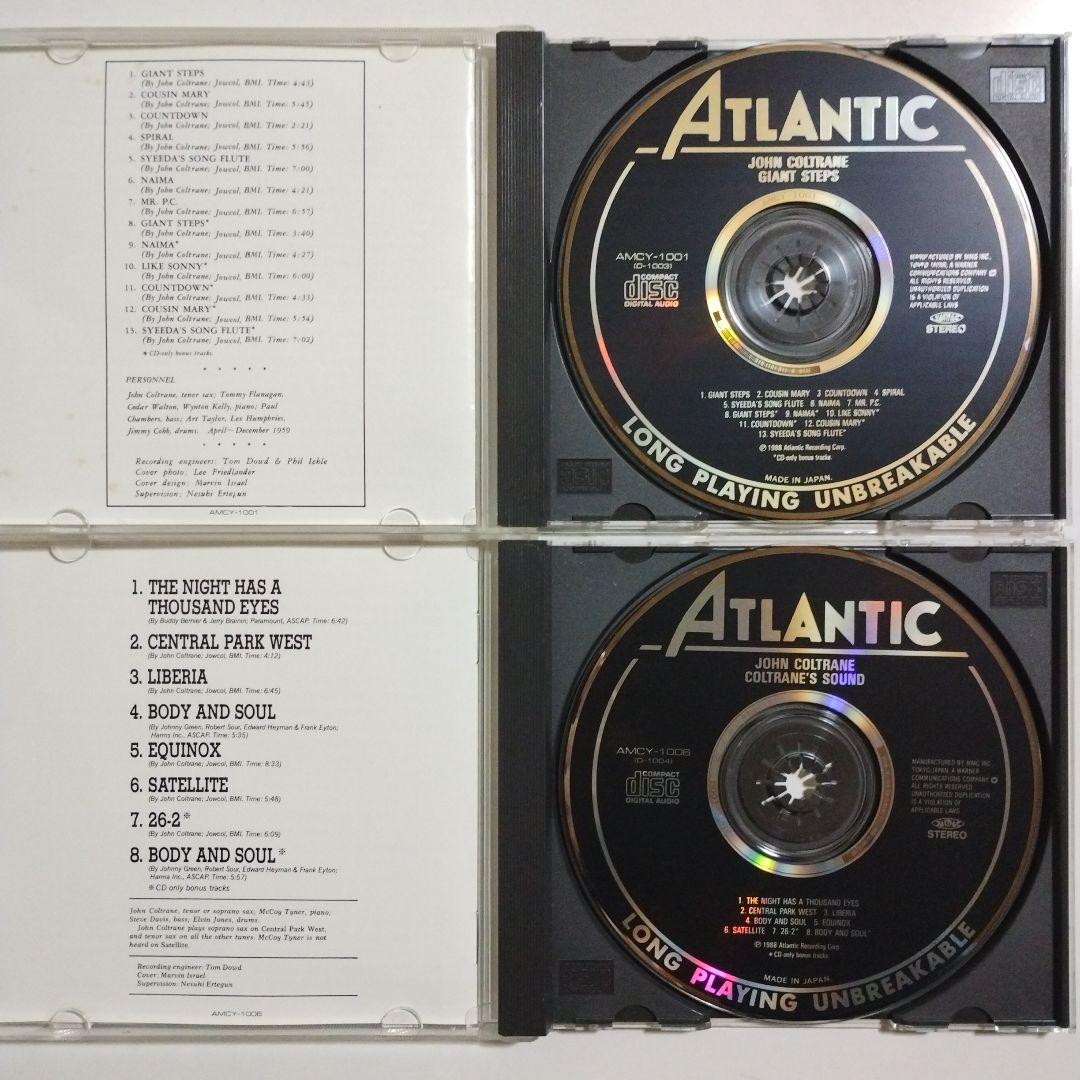 1. GIANT STEPS
(By John Coltrane; Jowcol, BMI. Time: 4:43)
2. COUSIN MARY
(By John Coltrane; Jowcol, BMI. Time: 5:45)
3. COUNTDOWN
(By John Coltrane; Jowcol, BMI. Time: 2:21)
4. SPIRAL
(By John Coltrane; Jowcol, BMI. Time: 5:56)
5. SYEEDA'S SONG FLUTE
(By John Coltrane; Jowcol, BMI. Time: 7:00)
6. NAIMA
(By John Coltrane; Jowcol, BMI. Time: 4:21)
7. MR. P.C.
(By John Coltrane; Jowcol, BMI. Time: 6:57)
8. GIANT STEPS*
(By John Coltrane; Jowcol, BMI. Time: 3:40)
9. NAIMA*
(By John Coltrane; Jowcol, BMI. Time: 4:27)
10. LIKE SONNY*
(By John Coltrane; Jowcol, BMI. Time: 6:00)
11. COUNTDOWN*
(By John Coltrane; Jowcol, BMI. Time: 4:33)
12. COUSIN MARY*
(By John Coltrane; Jowcol, BMI. Time: 5:54)
13. SYEEDA'S SONG FLUTE*
(By John Coltrane; Jowcol, BMI. Time: 7:02)
* CD-only bonus tracks.
* * * * *
PERSONNEL
John Coltrane, tenor sax; Tommy Flanagan,
Cedar Walton, Wynton Kelly, piano; Paul
Chambers, bass; Art Taylor, Lex Humphries,
Jimmy Cobb, drums. April—December 1959
* * * * *
Recording engineers: Tom Dowd & Phil Iehle
Cover photo: Lee Friedlander
Cover design: Marvin Israel
Supervision: Nesuhi Ertegun
AMCY-1001
ATLANTIC
JOHN COLTRANE
GIANT STEPS
AMCY-1001
AMCY-1001
(D-1003)
COMPACT
disc
DIGITAL AUDIO
MANUFACTURED BY MMG INC.
TOKYO JAPAN, A WARNER
COMMUNICATIONS COMPANY
ALL RIGHTS RESERVED.
UNAUTHORIZED DUPLICATION
IS A VIOLATION OF
APPLICABLE LAWS
STEREO
1. GIANT STEPS 2. COUSIN MARY 3 COUNTDOWN 4 SPIRAL
5. SYEEDA'S SONG FLUTE 6 NAIMA 7. MR. P.C.
8. GIANT STEPS* 9. NAIMA* 10. LIKE SONNY*
11. COUNTDOWN* 12. COUSIN MARY*
13. SYEEDA'S SONG FLUTE*
℗ 1988 Atlantic Recording Corp.
*CD-only bonus tracks.
MADE IN JAPAN.
LONG PLAYING UNBREAKABLE
disc
1. THE NIGHT HAS A
THOUSAND EYES
(By Buddy Bernier & Jerry Brainin; Paramount, ASCAP. Time: 6:42)
2. CENTRAL PARK WEST
(By John Coltrane; Jowcol, BMI. Time: 4:12)
3. LIBERIA
(By John Coltrane; Jowcol, BMI. Time: 6:45)
4. BODY AND SOUL
(By Johnny Green, Robert Sour, Edward Heyman & Frank Eyton;
Harms Inc., ASCAP. Time: 5:35)
5. EQUINOX
(By John Coltrane; Jowcol, BMI. Time: 8:33)
6. SATELLITE
(By John Coltrane; Jowcol, BMI. Time: 5:48)
7. 26-2※
(By John Coltrane; Jowcol, BMI. Time: 6:09)
8. BODY AND SOUL※
(By Johnny Green, Robert Sour, Edward Heyman & Frank Eyton;
Harms Inc., ASCAP. Time: 5:57)
※CD only bonus tracks
John Coltrane, tenor or soprano sax; McCoy Tyner, piano;
Steve Davis, bass; Elvin Jones, drums.
John Coltrane plays soprano sax on Central Park West,
and tenor sax on all the other tunes. McCoy Tyner is not
heard on Satellite.
Recording engineer: Tom Dowd
Cover: Marvin Israel
Supervision: Nesuhi Ertegun
AMCY-1006
ATLANTIC
JOHN COLTRANE
COLTRANE'S SOUND
AMCY-1006
(D-1004)
COMPACT
disc
DIGITAL AUDIO
MANUFACTURED BY MMG INC.
TOKYO JAPAN, A WARNER
COMMUNICATIONS COMPANY
ALL RIGHTS RESERVED
UNAUTHORIZED DUPLICATION
IS A VIOLATION OF
APPLICABLE LAWS
STEREO
1. THE NIGHT HAS A THOUSAND EYES
2. CENTRAL PARK WEST 3. LIBERIA
4 BODY AND SOUL 5. EQUINOX
6. SATELLITE 7. 26-2* 8. BODY AND SOUL*
℗ 1988 Atlantic Recording Corp
*CD only bonus tracks
MADE IN JAPAN.
LONG PLAYING UNBREAKABLE
disc